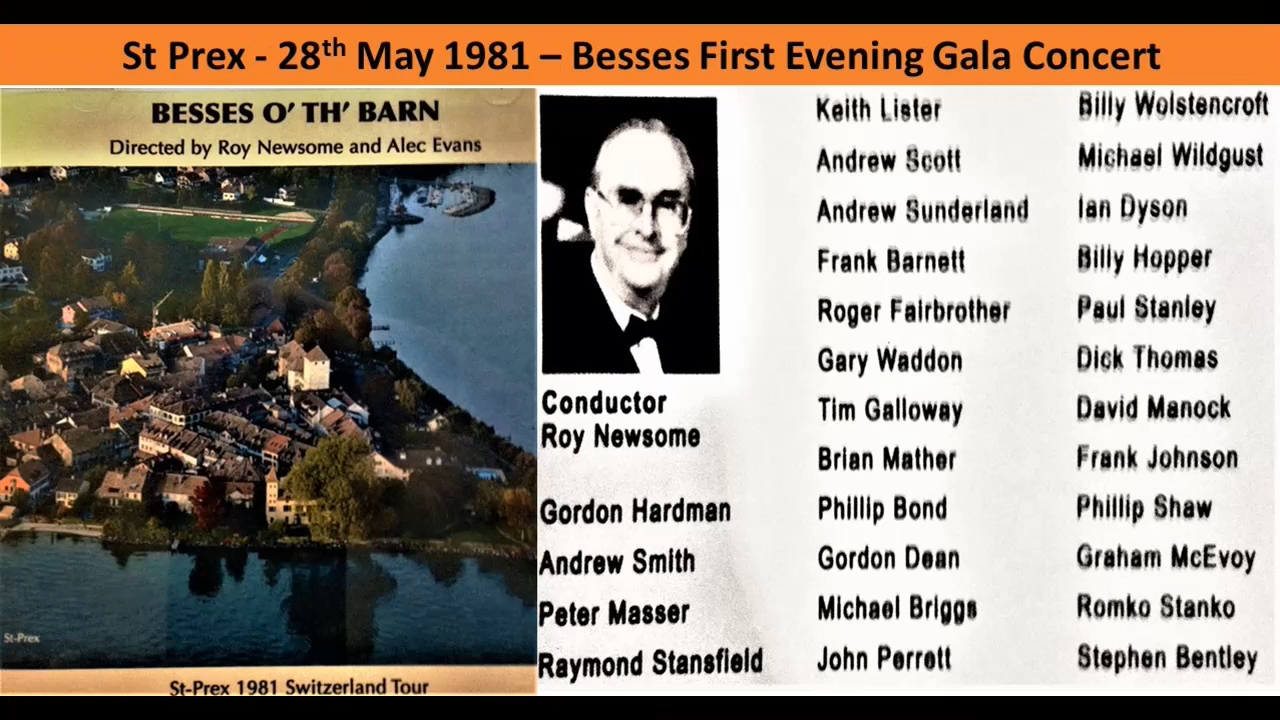 St Prex - 28th May 1981 – Besses First Evening Gala Concert
BESSES O' TH' BARN
Directed by Roy Newsome and Alec Evans
St-Prex
St-Prex 1981 Switzerland Tour
Conductor
Roy Newsome
Gordon Hardman
Andrew Smith
Peter Masser
Raymond Stansfield
Keith Lister
Andrew Scott
Andrew Sunderland
Frank Barnett
Roger Fairbrother
Gary Waddon
Tim Galloway
Brian Mather
Phillip Bond
Gordon Dean
Michael Briggs
John Perrett
Billy Wolstencroft
Michael Wildgust
Ian Dyson
Billy Hopper
Paul Stanley
Dick Thomas
David Manock
Frank Johnson
Phillip Shaw
Graham McEvoy
Romko Stanko
Stephen Bentley